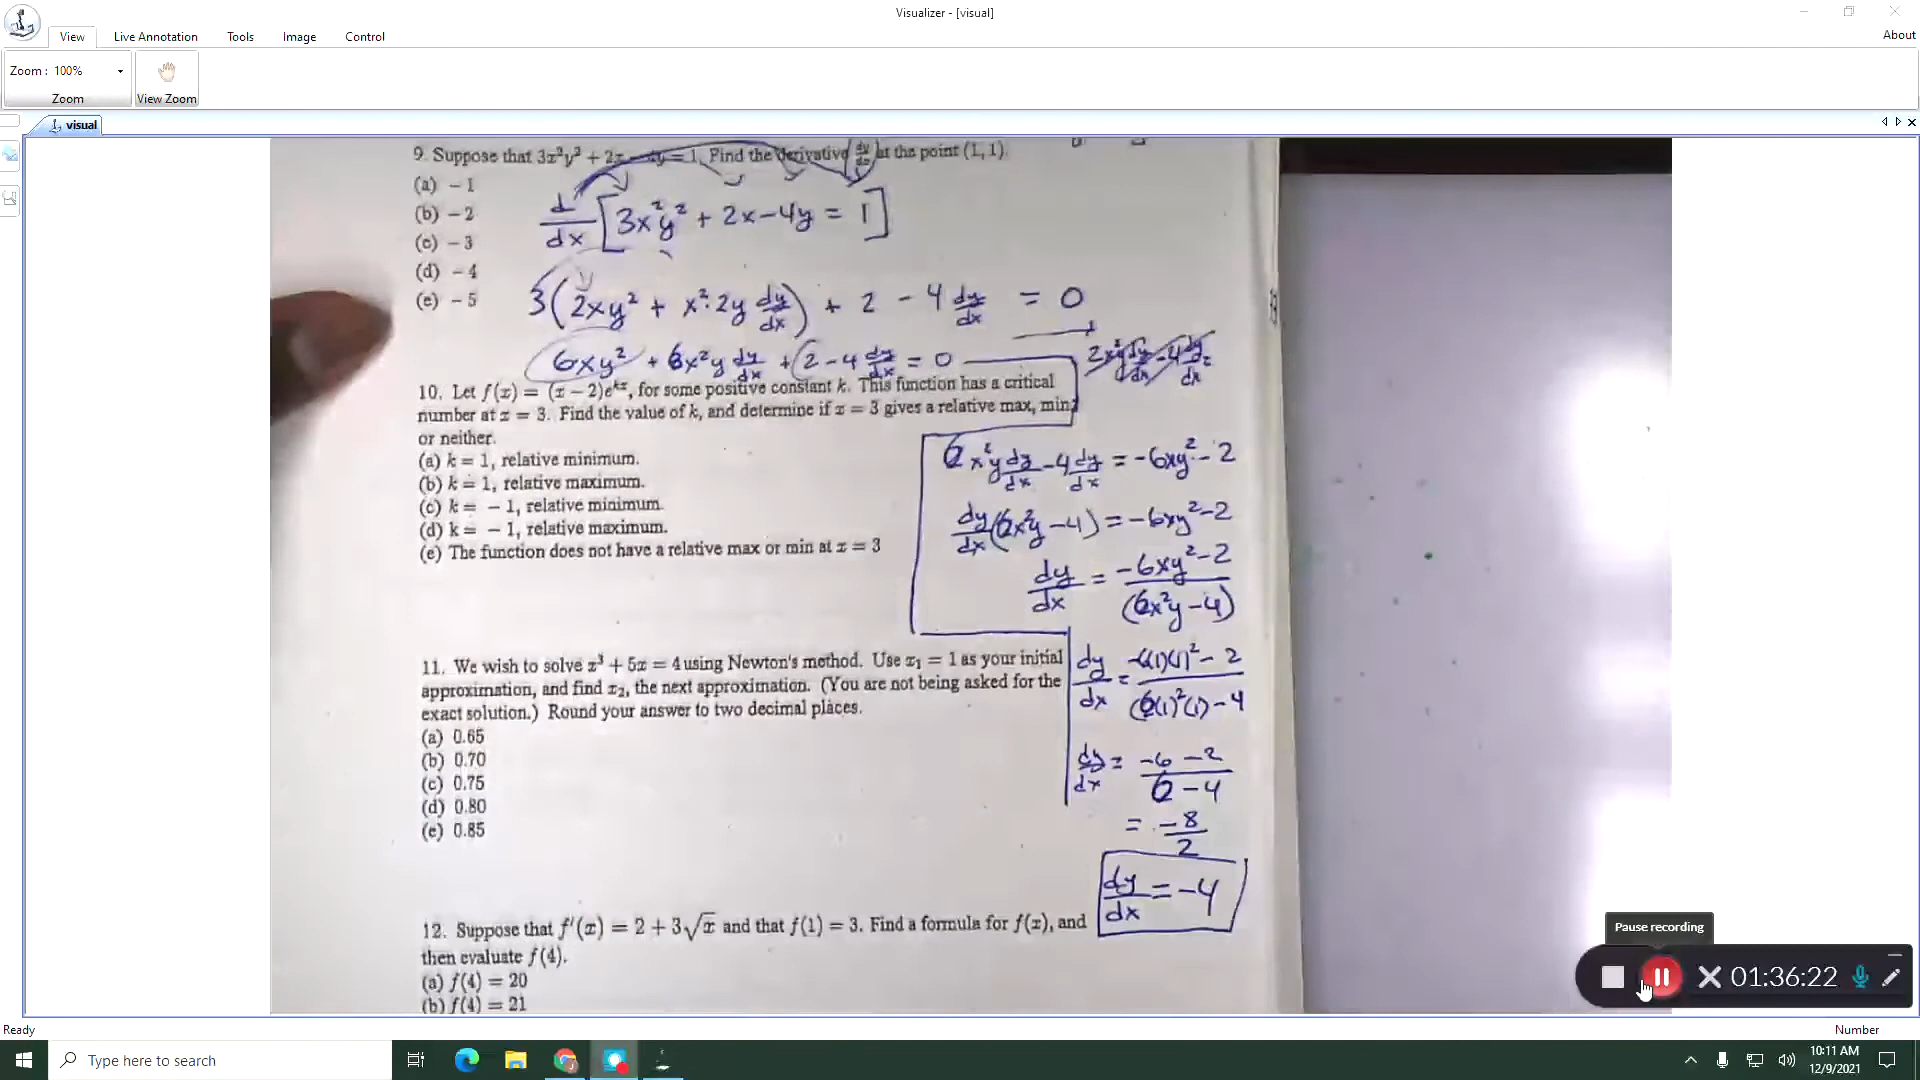 Visualizer - [visual]
View Live Annotation Tools Image Control About
Zoom : 100%
Zoom View Zoom
visual
9. Suppose that 3x²y² + 2x - 4y = 1. Find the derivative dy/dx at the point (1, 1).
(a) -1
(b) -2
(c) -3
(d) -4
(e) -5
d/dx [3x²y² + 2x - 4y = 1]
3(2xy² + x²·2y dy/dx) + 2 - 4 dy/dx = 0
6xy² + 6x²y dy/dx + 2 - 4 dy/dx = 0
2x²y dy/dx - 4 dy/dx
10. Let f(x) = (x - 2)e^{kx}, for some positive constant k. This function has a critical
number at x = 3. Find the value of k, and determine if x = 3 gives a relative max, min,
or neither.
(a) k = 1, relative minimum.
(b) k = 1, relative maximum.
(c) k = -1, relative minimum.
(d) k = -1, relative maximum.
(e) The function does not have a relative max or min at x = 3
6x²y dy/dx - 4 dy/dx = -6xy² - 2
dy/dx (6x²y - 4) = -6xy² - 2
dy/dx = -6xy² - 2 / (6x²y - 4)
11. We wish to solve x³ + 5x = 4 using Newton's method. Use x₁ = 1 as your initial
approximation, and find x₂, the next approximation. (You are not being asked for the
exact solution.) Round your answer to two decimal places.
(a) 0.65
(b) 0.70
(c) 0.75
(d) 0.80
(e) 0.85
dy/dx = -6(1)(1)² - 2 / (6(1)²(1) - 4
dy/dx = -6 - 2 / 6 - 4
= -8/2
dy/dx = -4
12. Suppose that f'(x) = 2 + 3√x and that f(1) = 3. Find a formula for f(x), and
then evaluate f(4).
(a) f(4) = 20
(b) f(4) = 21
Pause recording
01:36:22
Ready Number
Type here to search
10:11 AM
12/9/2021